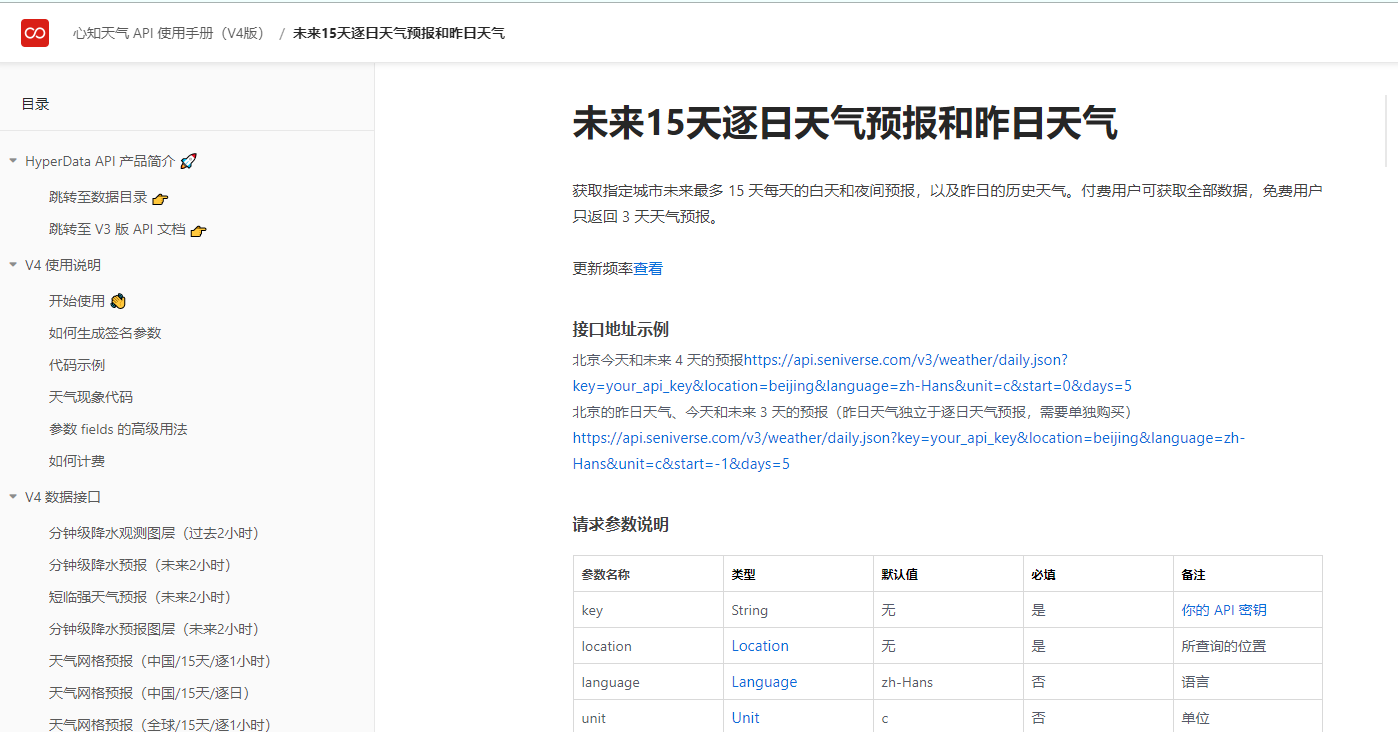 心知天气 API 使用手册（V4版） / 未来15天逐日天气预报和昨日天气
目录
HyperData API 产品简介 🚀
跳转至数据目录 👉
跳转至 V3 版 API 文档 👉
V4 使用说明
开始使用 👏
如何生成签名参数
代码示例
天气现象代码
参数 fields 的高级用法
如何计费
V4 数据接口
分钟级降水观测图层（过去2小时）
分钟级降水预报（未来2小时）
短临强天气预报（未来2小时）
分钟级降水预报图层（未来2小时）
天气网格预报（中国/15天/逐1小时）
天气网格预报（中国/15天/逐日）
天气网格预报（全球/15天/逐1小时）
未来15天逐日天气预报和昨日天气
获取指定城市未来最多 15 天每天的白天和夜间预报，以及昨日的历史天气。付费用户可获取全部数据，免费用户
只返回 3 天天气预报。
更新频率查看
接口地址示例
北京今天和未来 4 天的预报https://api.seniverse.com/v3/weather/daily.json?
key=your_api_key&location=beijing&language=zh-Hans&unit=c&start=0&days=5
北京的昨日天气、今天和未来 3 天的预报（昨日天气独立于逐日天气预报，需要单独购买）
https://api.seniverse.com/v3/weather/daily.json?key=your_api_key&location=beijing&language=zh-
Hans&unit=c&start=-1&days=5
请求参数说明
参数名称 类型 默认值 必填 备注
key String 无 是 你的 API 密钥
location Location 无 是 所查询的位置
language Language zh-Hans 否 语言
unit Unit c 否 单位